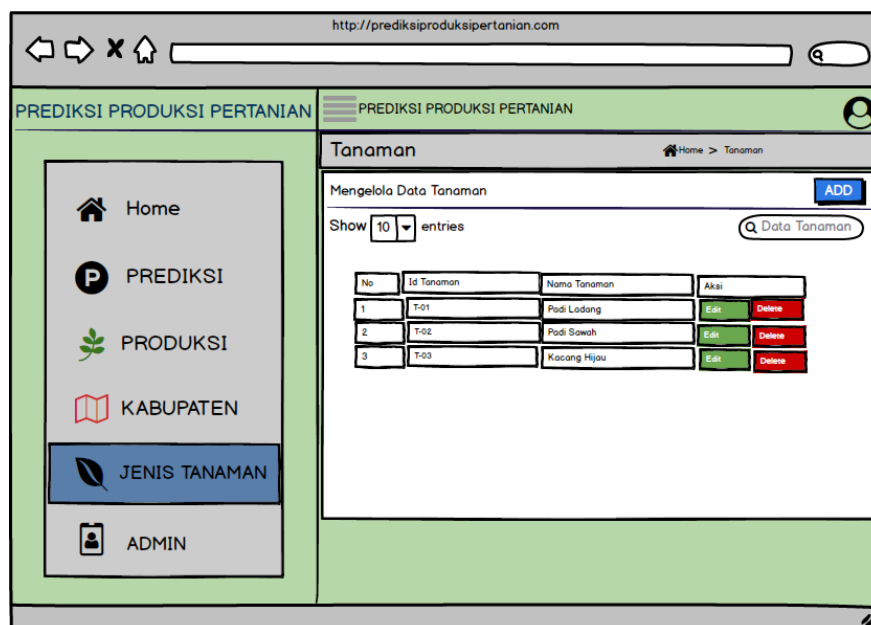 http://prediksiproduksipertanian.com
PREDIKSI PRODUKSI PERTANIAN
PREDIKSI PRODUKSI PERTANIAN
Home
PREDIKSI
PRODUKSI
KABUPATEN
JENIS TANAMAN
ADMIN
Tanaman
Home > Tanaman
Mengelola Data Tanaman
ADD
Show 10 entries
Data Tanaman
No Id Tanaman Nama Tanaman Aksi
1 T-01 Padi Ladang Edit Delete
2 T-02 Padi Sawah Edit Delete
3 T-03 Kacang Hijau Edit Delete